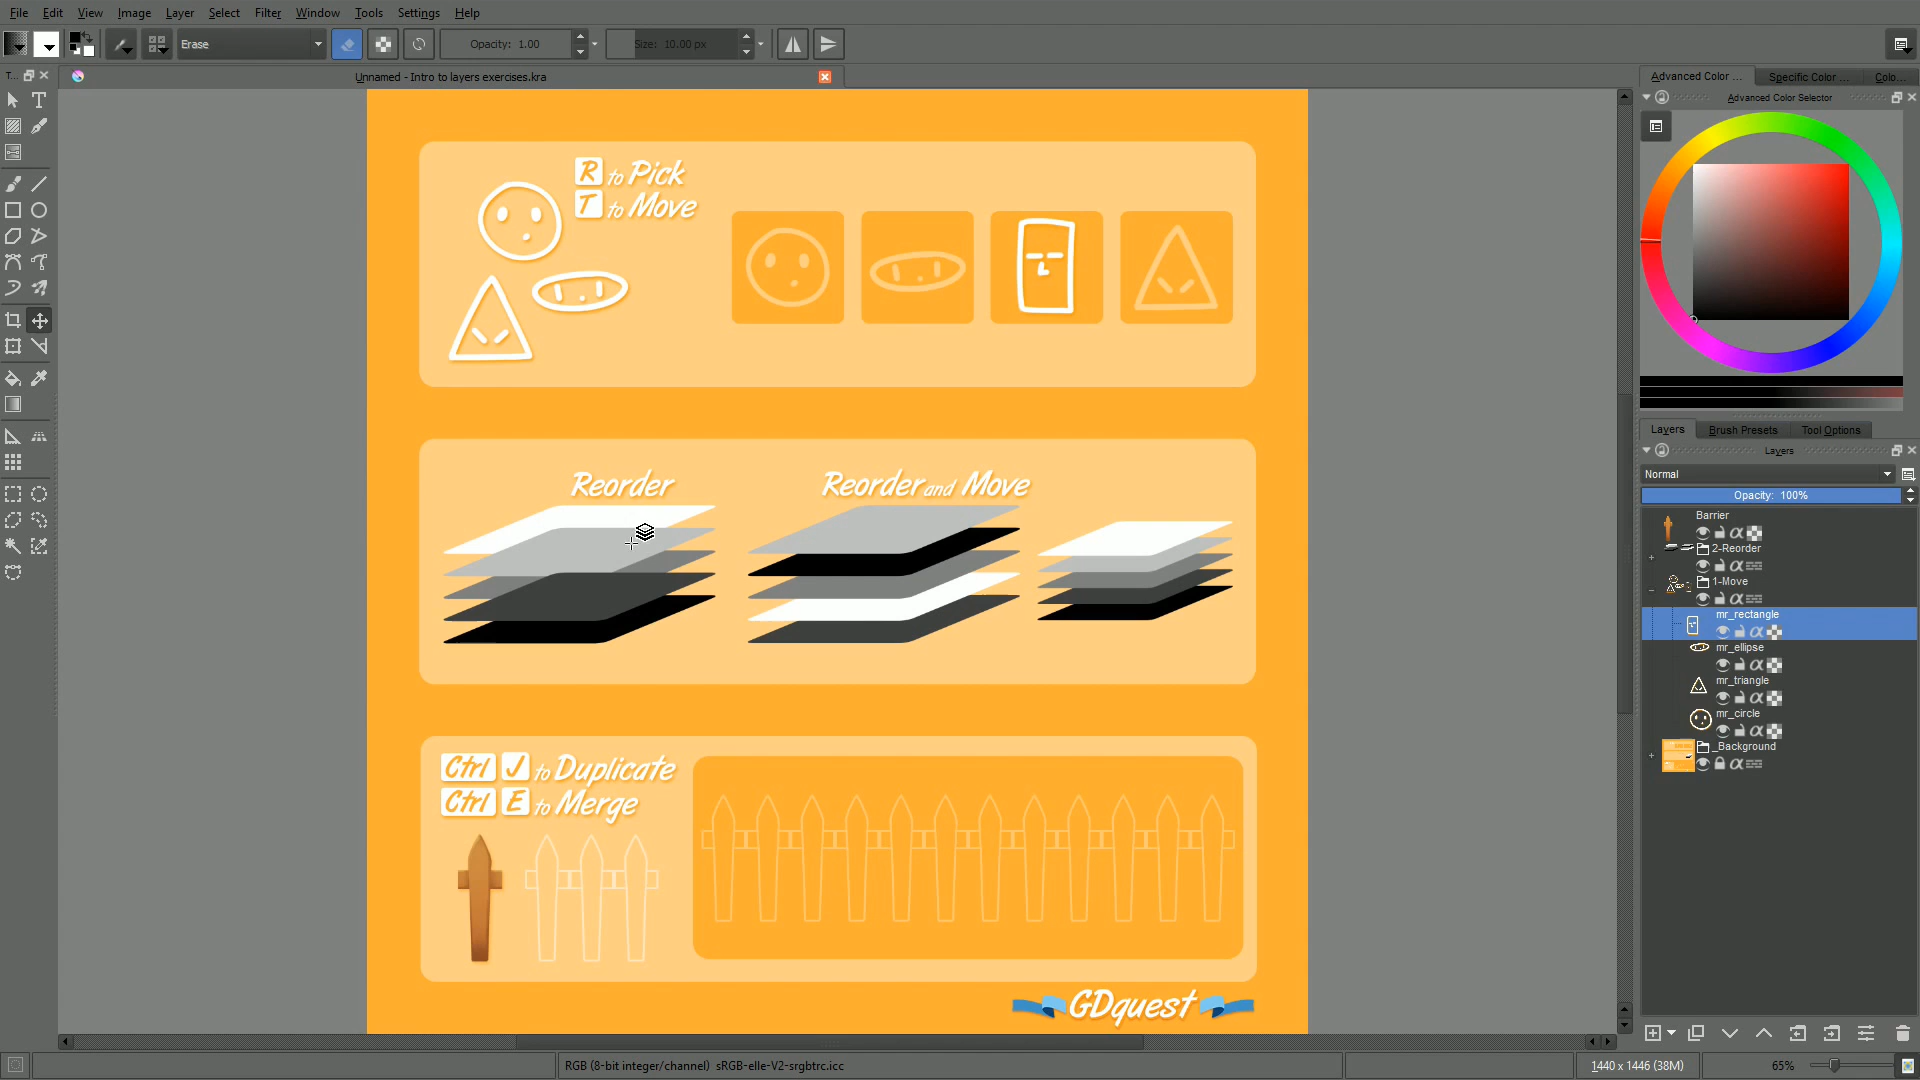 File Edit View Image Layer Select Filter Window Tools Settings Help
Erase
Opacity: 1.00
Size: 10.00 px
T...
Unnamed - Intro to layers exercises.kra
Advanced Color ...
Specific Color ...
Colo...
Advanced Color Selector
R to Pick
T to Move
Reorder
Reorder and Move
Ctrl J to Duplicate
Ctrl E to Merge
GDquest
Layers
Brush Presets
Tool Options
Layers
Normal
Opacity: 100%
Barrier
2-Reorder
1-Move
mr_rectangle
mr_ellipse
mr_triangle
mr_circle
_Background
RGB (8-bit integer/channel) sRGB-elle-V2-srgbtrc.icc
1440 x 1446 (38M)
65%